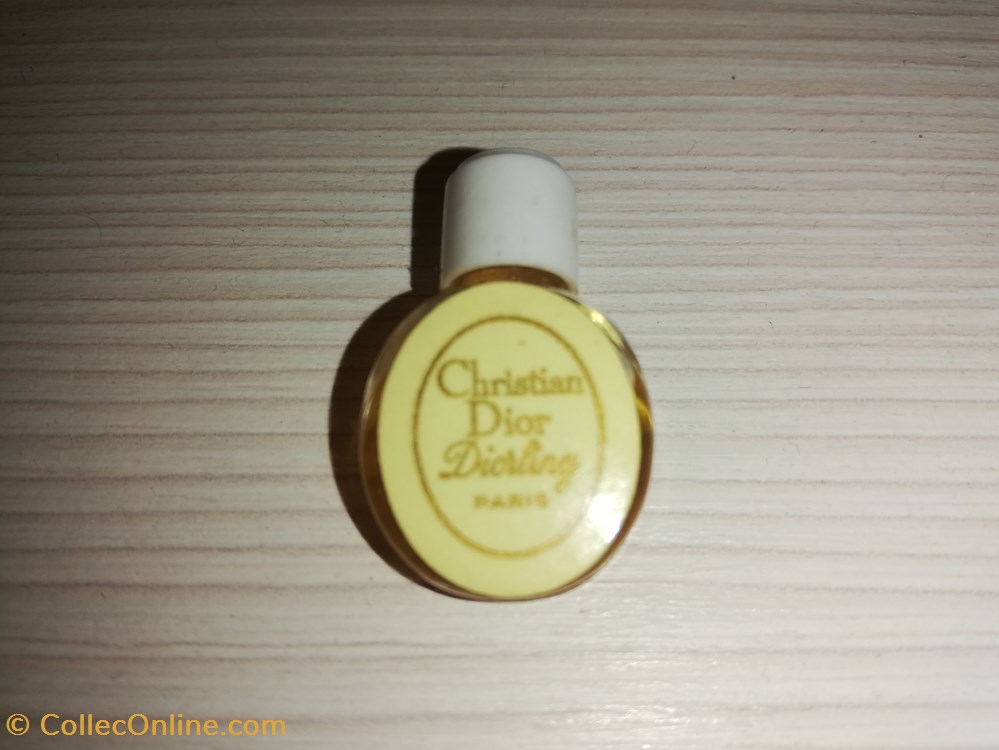 Christian
Dior
Diorling
PARIS
© CollecOnline.com